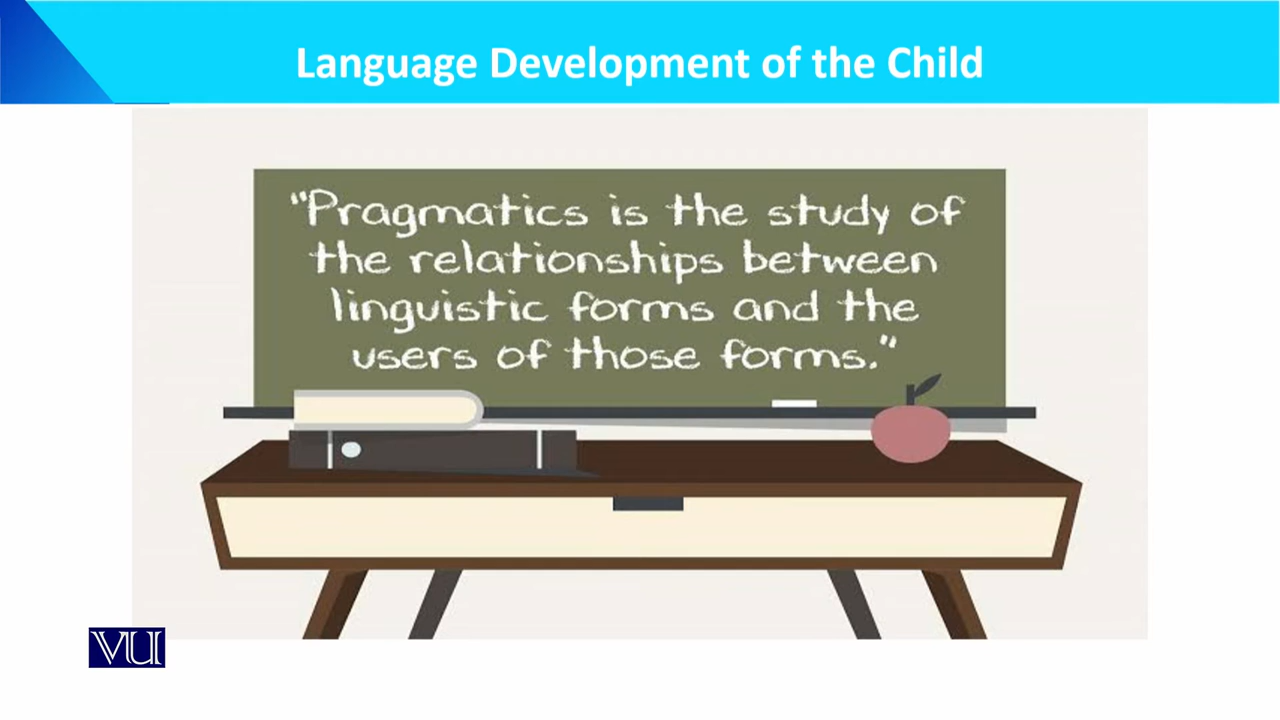 Language Development of the Child
"Pragmatics is the study of
the relationships between
linguistic forms and the
users of those forms."
VU